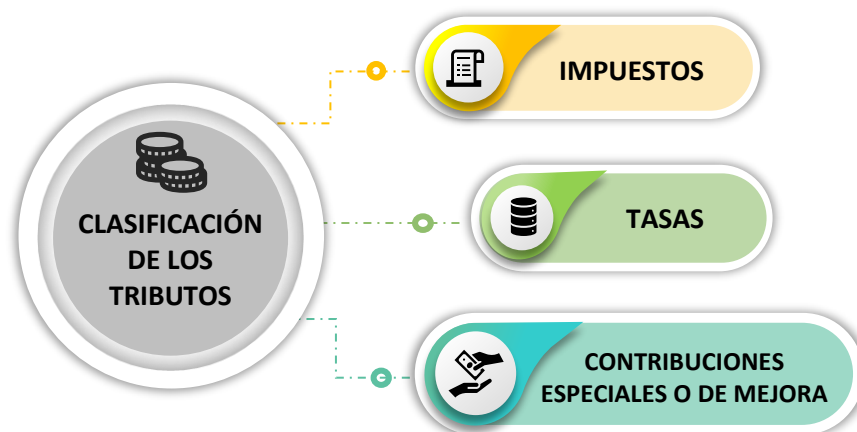 CLASIFICACIÓN
DE LOS
TRIBUTOS
IMPUESTOS
TASAS
CONTRIBUCIONES
ESPECIALES O DE MEJORA